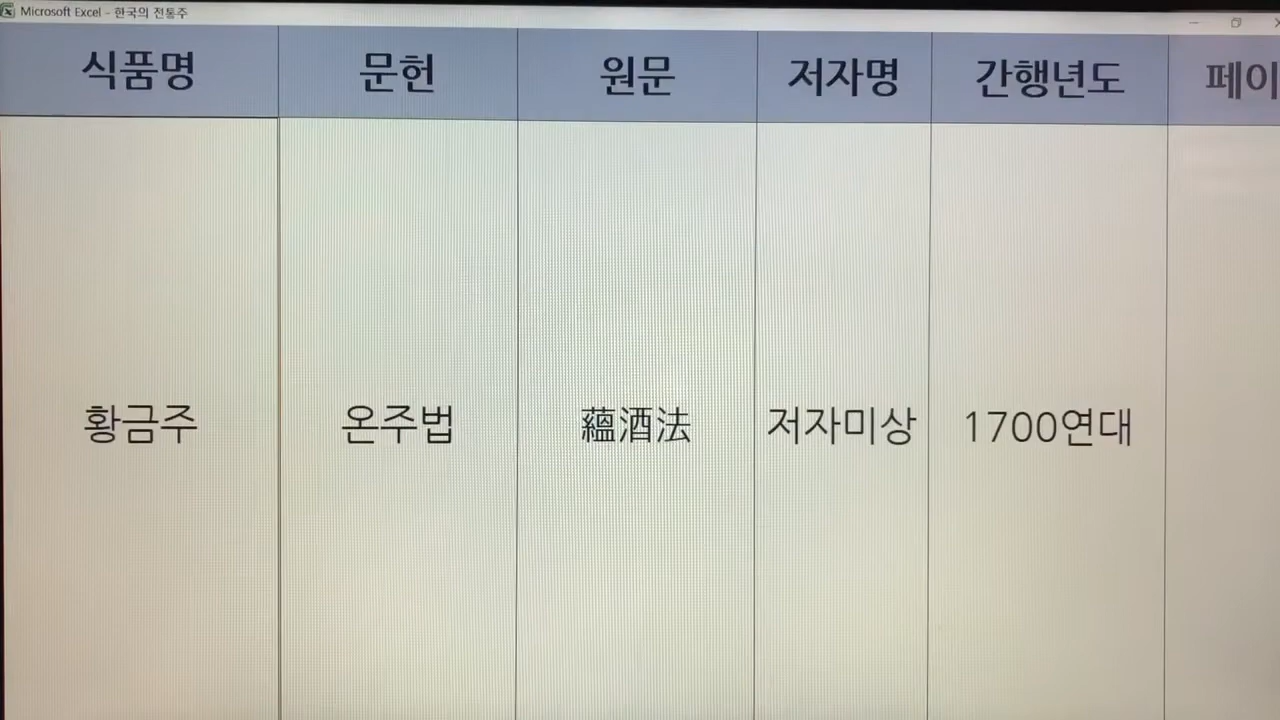 Microsoft Excel - 한국의 전통주
식품명 문헌 원문 저자명 간행년도 페이
황금주 온주법 蘊酒法 저자미상 1700연대